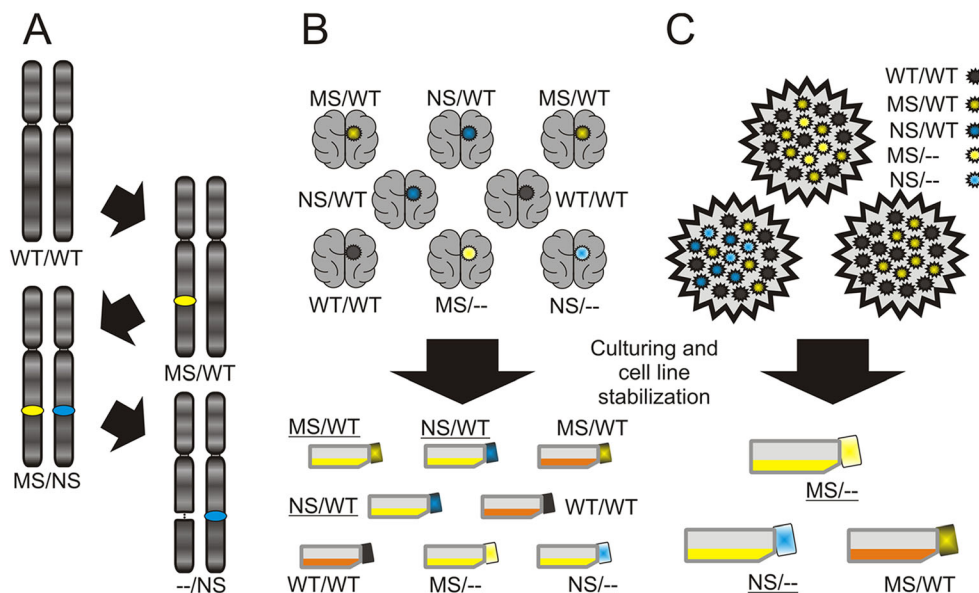 A
WT/WT
MS/WT
MS/NS
--/NS
B
MS/WT
NS/WT
MS/WT
NS/WT
WT/WT
WT/WT
MS/--
NS/--
C
WT/WT
MS/WT
NS/WT
MS/--
NS/--
Culturing and
cell line
stabilization
MS/WT
NS/WT
MS/WT
NS/WT
WT/WT
WT/WT
MS/--
NS/--
MS/--
NS/--
MS/WT